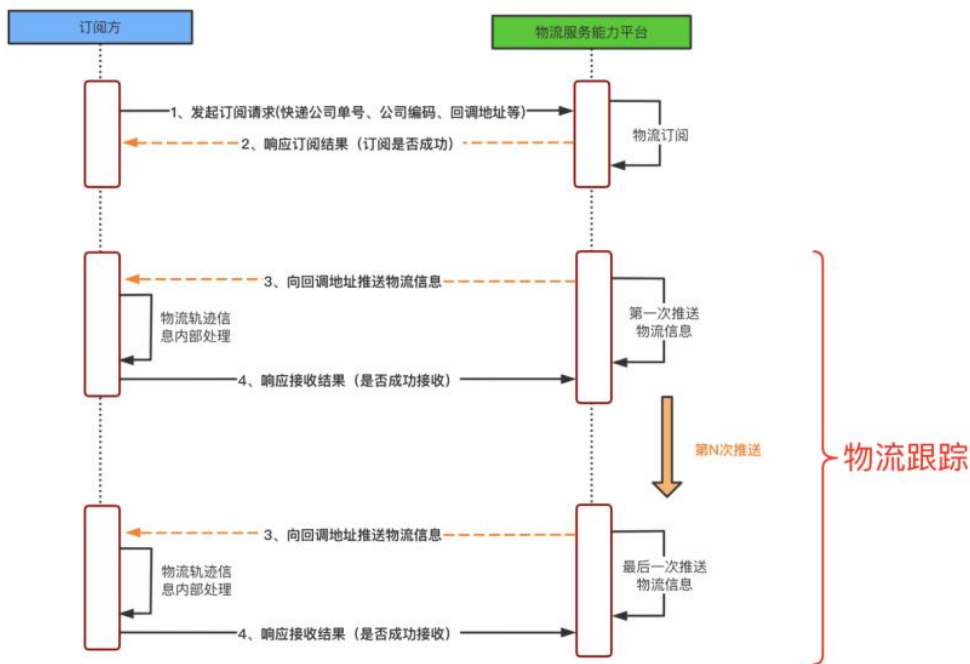 订阅方
物流服务能力平台
1、发起订阅请求(快递公司单号、公司编码、回调地址等)
2、响应订阅结果（订阅是否成功）
物流订阅
3、向回调地址推送物流信息
物流轨迹信
息内部处理
第一次推送
物流信息
4、响应接收结果（是否成功接收）
第N次推送
物流跟踪
3、向回调地址推送物流信息
物流轨迹信
息内部处理
最后一次推送
物流信息
4、响应接收结果（是否成功接收）